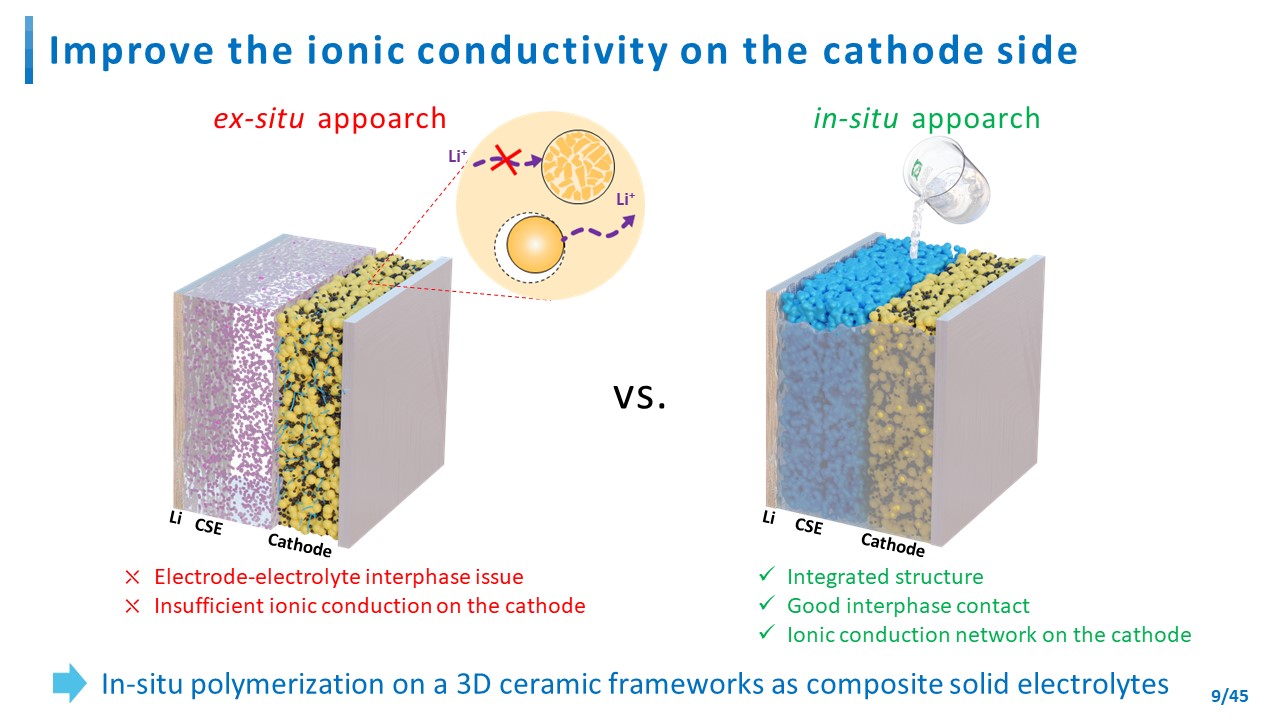 Improve the ionic conductivity on the cathode side
ex-situ appoarch
Li⁺
Li⁺
Li
CSE
Cathode
× Electrode-electrolyte interphase issue
× Insufficient ionic conduction on the cathode
vs.
in-situ appoarch
Li
CSE
Cathode
✓ Integrated structure
✓ Good interphase contact
✓ Ionic conduction network on the cathode
In-situ polymerization on a 3D ceramic frameworks as composite solid electrolytes
9/45